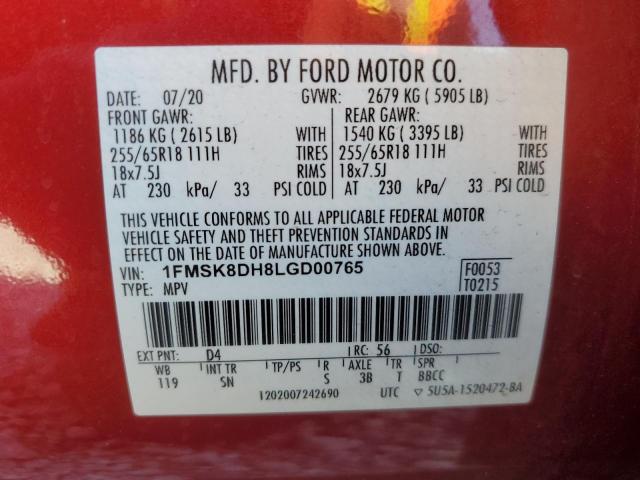 MFD. BY FORD MOTOR CO.
DATE: 07/20 GVWR: 2679 KG ( 5905 LB)
FRONT GAWR: REAR GAWR:
1186 KG ( 2615 LB) WITH 1540 KG ( 3395 LB) WITH
255/65R18 111H TIRES 255/65R18 111H TIRES
18x7.5J RIMS 18x7.5J RIMS
AT 230 kPa/ 33 PSI COLD AT 230 kPa/ 33 PSI COLD
THIS VEHICLE CONFORMS TO ALL APPLICABLE FEDERAL MOTOR
VEHICLE SAFETY AND THEFT PREVENTION STANDARDS IN
EFFECT ON THE DATE OF MANUFACTURE SHOWN ABOVE.
VIN: 1FMSK8DH8LGD00765 F0053
TYPE: MPV T0215
EXT PNT: D4 RC: 56 DSO:
WB INT TR TP/PS R AXLE TR SPR
119 SN S 3B T BBCC
1202007242690 UTC ▽ 5U5A-1520472-BA